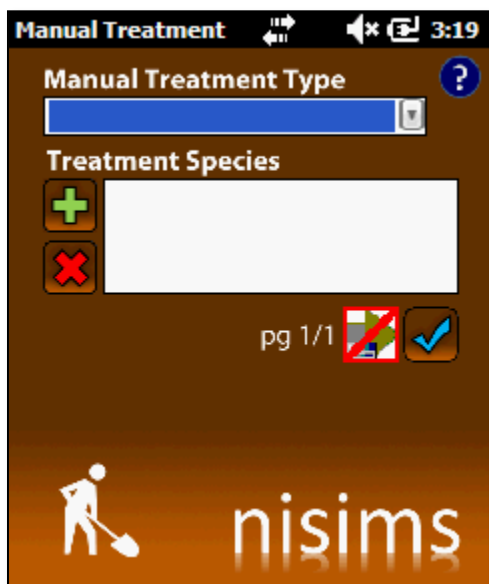 Manual Treatment 3:19
Manual Treatment Type
?
Treatment Species
pg 1/1
nisims